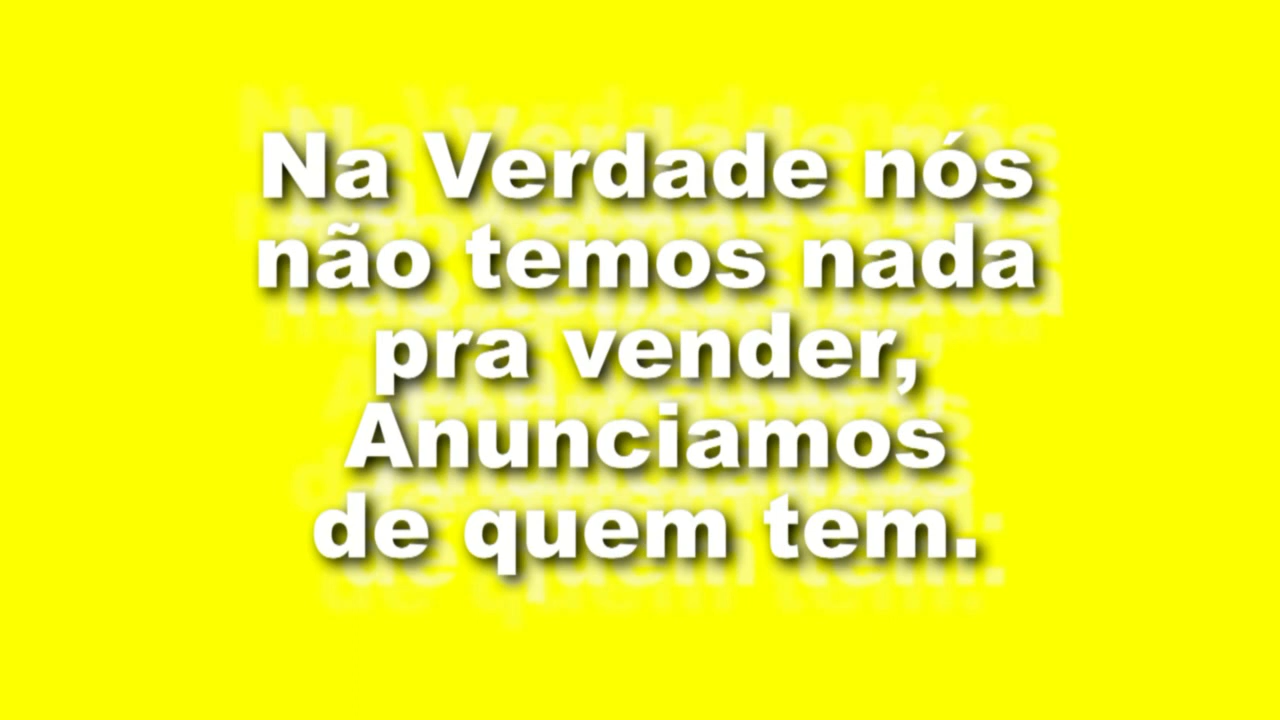 Na Verdade nós
não temos nada
pra vender,
Anunciamos
de quem tem.